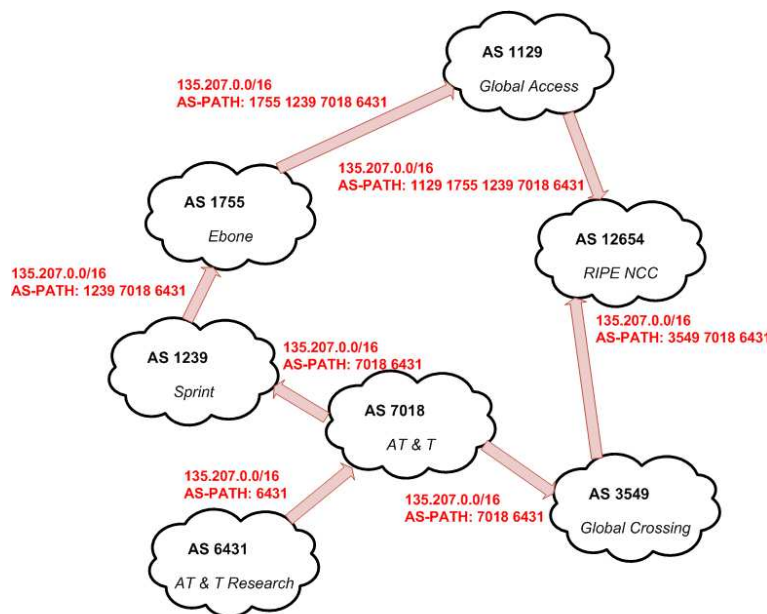 AS 1129
Global Access
135.207.0.0/16
AS-PATH: 1755 1239 7018 6431
135.207.0.0/16
AS-PATH: 1129 1755 1239 7018 6431
AS 1755
Ebone
AS 12654
RIPE NCC
135.207.0.0/16
AS-PATH: 1239 7018 6431
135.207.0.0/16
AS-PATH: 3549 7018 6431
AS 1239
Sprint
135.207.0.0/16
AS-PATH: 7018 6431
AS 7018
AT & T
135.207.0.0/16
AS-PATH: 6431
135.207.0.0/16
AS-PATH: 7018 6431
AS 3549
Global Crossing
AS 6431
AT & T Research